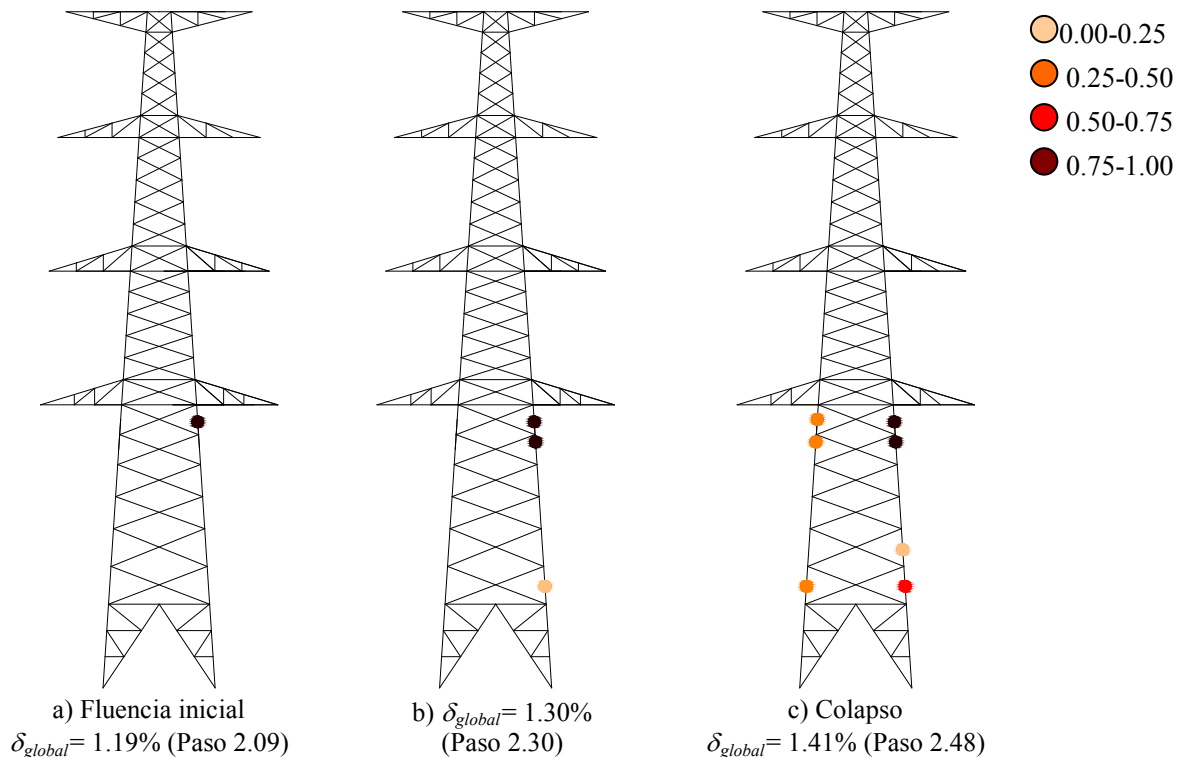 0.00-0.25
0.25-0.50
0.50-0.75
0.75-1.00
a) Fluencia inicial
δglobal= 1.19% (Paso 2.09)
b) δglobal= 1.30%
(Paso 2.30)
c) Colapso
δglobal= 1.41% (Paso 2.48)